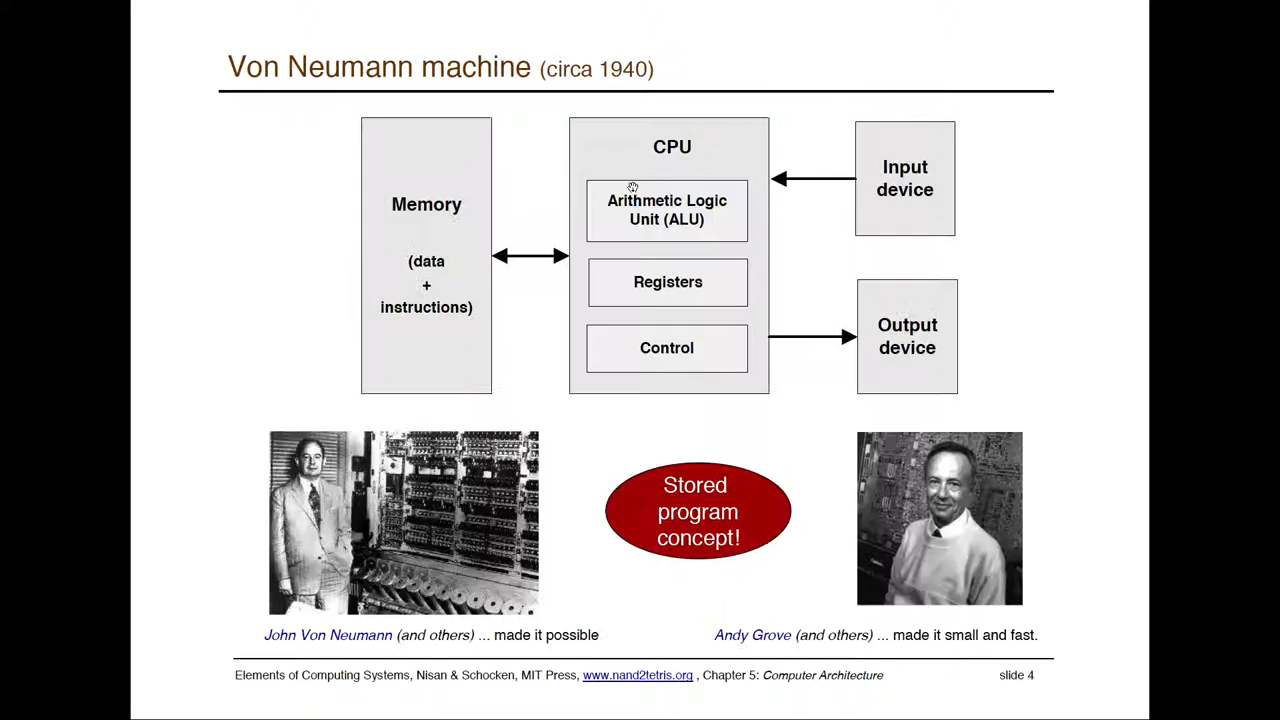 Von Neumann machine (circa 1940)
Memory
(data
+
instructions)
CPU
Arithmetic Logic
Unit (ALU)
Registers
Control
Input
device
Output
device
Stored
program
concept!
John Von Neumann (and others) ... made it possible
Andy Grove (and others) ... made it small and fast.
Elements of Computing Systems, Nisan & Schocken, MIT Press, www.nand2tetris.org , Chapter 5: Computer Architecture
slide 4